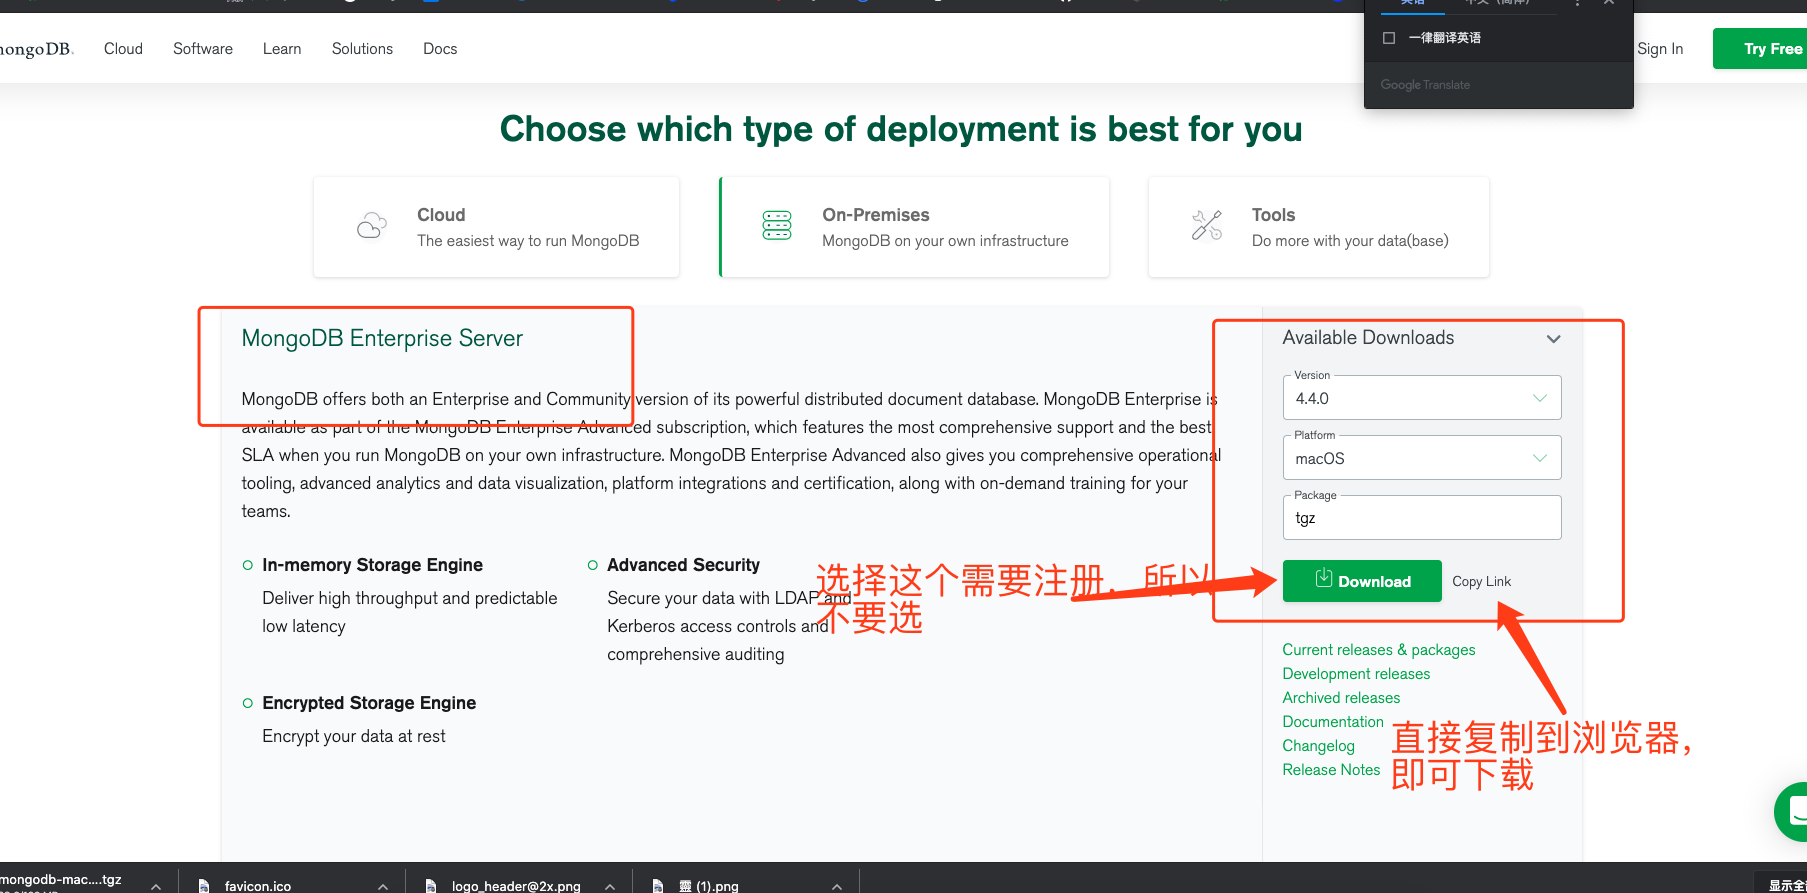 英语 中文（简体）
一律翻译英语
Google Translate
mongoDB.
Cloud
Software
Learn
Solutions
Docs
Sign In
Try Free
Choose which type of deployment is best for you
Cloud
The easiest way to run MongoDB
On-Premises
MongoDB on your own infrastructure
Tools
Do more with your data(base)
MongoDB Enterprise Server
MongoDB offers both an Enterprise and Community version of its powerful distributed document database. MongoDB Enterprise is
available as part of the MongoDB Enterprise Advanced subscription, which features the most comprehensive support and the best
SLA when you run MongoDB on your own infrastructure. MongoDB Enterprise Advanced also gives you comprehensive operational
tooling, advanced analytics and data visualization, platform integrations and certification, along with on-demand training for your
teams.
In-memory Storage Engine
Deliver high throughput and predictable
low latency
Advanced Security
Secure your data with LDAP and
Kerberos access controls and
comprehensive auditing
Encrypted Storage Engine
Encrypt your data at rest
选择这个需要注册，所以
不要选
Available Downloads
Version
4.4.0
Platform
macOS
Package
tgz
Download
Copy Link
Current releases & packages
Development releases
Archived releases
Documentation
Changelog
Release Notes
直接复制到浏览器，
即可下载
mongodb-mac....tgz
favicon.ico
logo_header@2x.png
靈 (1).png
显示全